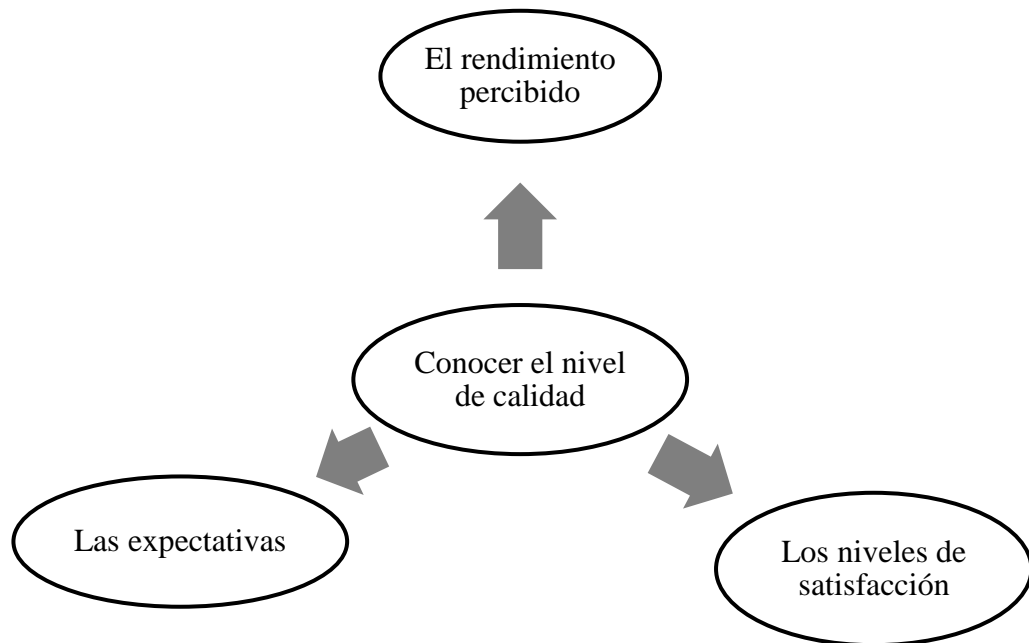 El rendimiento
percibido
Conocer el nivel
de calidad
Las expectativas
Los niveles de
satisfacción